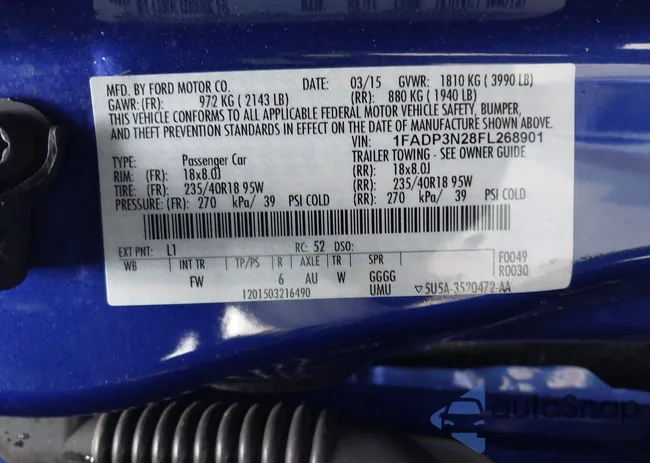 MFD. BY FORD MOTOR CO. DATE: 03/15 GVWR: 1810 KG ( 3990 LB)
GAWR: (FR): 972 KG ( 2143 LB) (RR): 880 KG ( 1940 LB)
THIS VEHICLE CONFORMS TO ALL APPLICABLE FEDERAL MOTOR VEHICLE SAFETY, BUMPER,
AND THEFT PREVENTION STANDARDS IN EFFECT ON THE DATE OF MANUFACTURE SHOWN ABOVE.
VIN: 1FADP3N28FL268901
TYPE: Passenger Car TRAILER TOWING - SEE OWNER GUIDE
RIM: (FR): 18x8.0J (RR): 18x8.0J
TIRE: (FR): 235/40R18 95W (RR): 235/40R18 95W
PRESSURE: (FR): 270 kPa/ 39 PSI COLD (RR): 270 kPa/ 39 PSI COLD
EXT PNT: L1 RC: 52 DSO:
WB INT TR TP/PS R AXLE TR SPR F0049
FW 6 AU W GGGG R0030
1201503216490 UMU ▽5U5A-3520472-AA
autoSnap